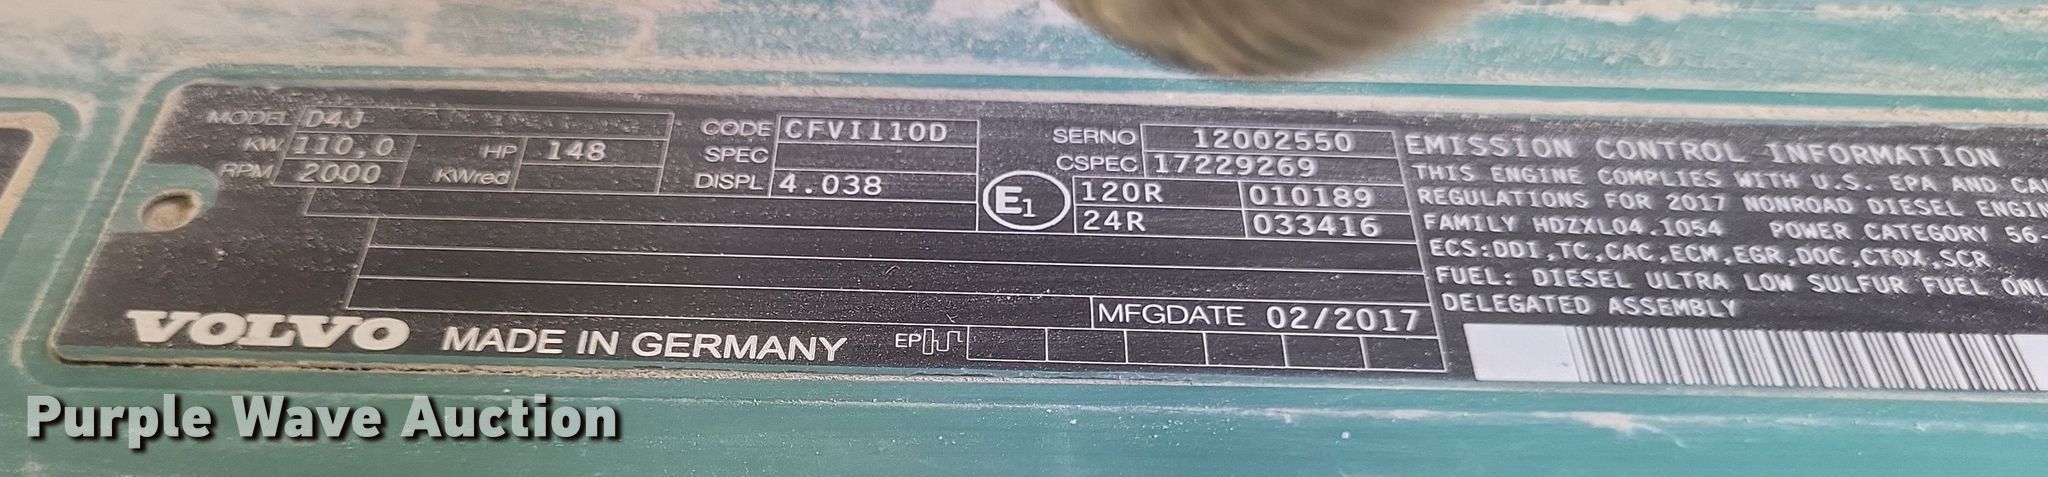 MODEL D4J
KW 110,0 HP 148
RPM 2000 KWred
CODE CFVI110D
SPEC
DISPL 4.038
SERNO 12002550
CSPEC 17229269
E1 120R 010189
24R 033416
MFGDATE 02/2017
VOLVO MADE IN GERMANY EP
EMISSION CONTROL INFORMATION
THIS ENGINE COMPLIES WITH U.S. EPA AND
REGULATIONS FOR 2017 NONROAD DIESEL
FAMILY HDZXL04.1054 POWER CATEGORY 56-
ECS:DDI,TC,CAC,ECM,EGR,DOC,CTOX,SCR
FUEL: DIESEL ULTRA LOW SULFUR FUEL
DELEGATED ASSEMBLY
Purple Wave Auction